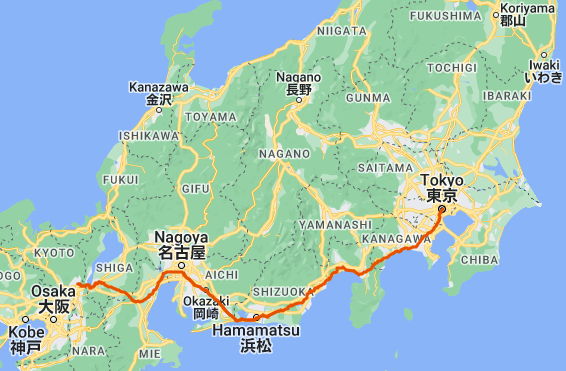 Koriyama
郡山
FUKUSHIMA
NIIGATA
Iwaki
いわき
TOCHIGI
Nagano
長野
Kanazawa
金沢
GUNMA
IBARAKI
TOYAMA
ISHIKAWA
NAGANO
SAITAMA
FUKUI
GIFU
Tokyo
東京
YAMANASHI
KANAGAWA
Nagoya
名古屋
KYOTO
SHIGA
AICHI
CHIBA
OGO
Osaka
大阪
SHIZUOKA
Okazaki
岡崎
Kobe
神戸
Hamamatsu
浜松
NARA
MIE